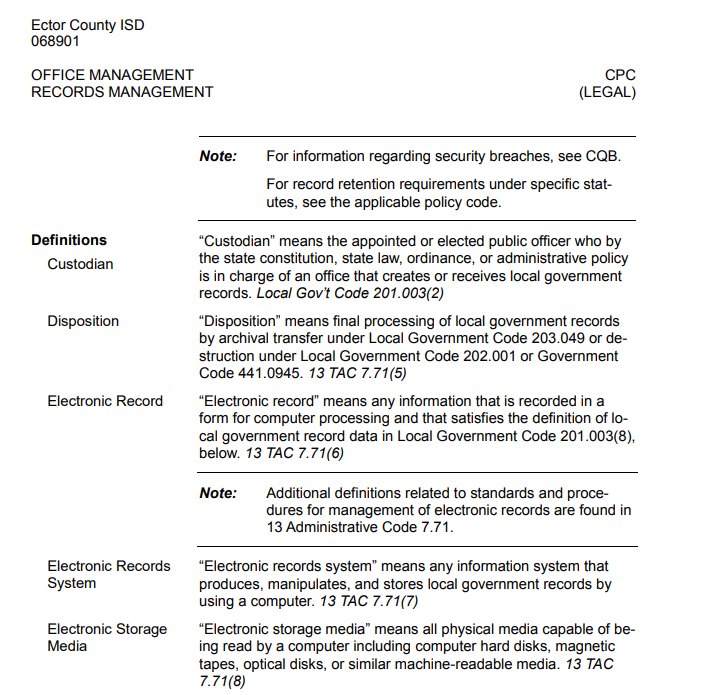 Ector County ISD
068901
OFFICE MANAGEMENT CPC
RECORDS MANAGEMENT (LEGAL)
Note: For information regarding security breaches, see CQB.
For record retention requirements under specific stat-
utes, see the applicable policy code.
Definitions “Custodian” means the appointed or elected public officer who by
Custodian the state constitution, state law, ordinance, or administrative policy
is in charge of an office that creates or receives local government
records. Local Gov't Code 201.003(2)
Disposition “Disposition” means final processing of local government records
by archival transfer under Local Government Code 203.049 or de-
struction under Local Government Code 202.001 or Government
Code 441.0945. 13 TAC 7.71(5)
Electronic Record “Electronic record” means any information that is recorded in a
form for computer processing and that satisfies the definition of lo-
cal government record data in Local Government Code 201.003(8),
below. 13 TAC 7.71(6)
Note: Additional definitions related to standards and proce-
dures for management of electronic records are found in
13 Administrative Code 7.71.
Electronic Records “Electronic records system” means any information system that
System produces, manipulates, and stores local government records by
using a computer. 13 TAC 7.71(7)
Electronic Storage “Electronic storage media” means all physical media capable of be-
Media ing read by a computer including computer hard disks, magnetic
tapes, optical disks, or similar machine-readable media. 13 TAC
7.71(8)